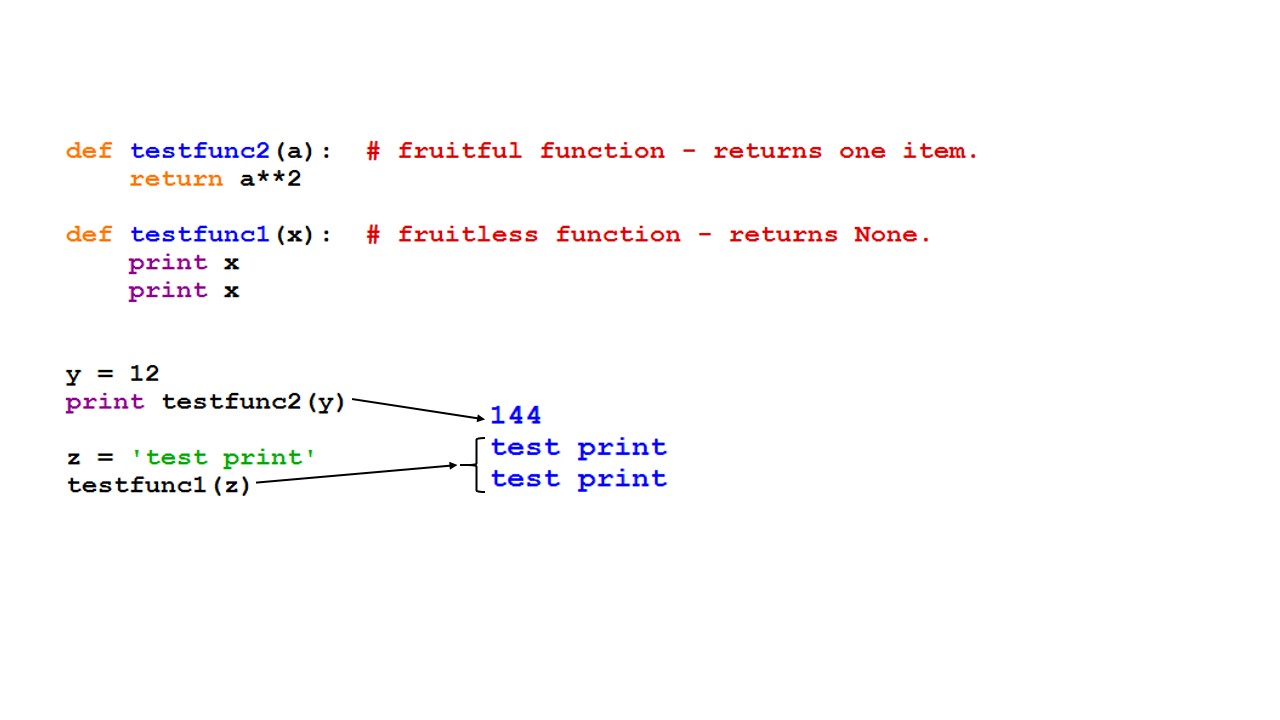 def testfunc2(a):  # fruitful function - returns one item.
    return a**2
def testfunc1(x):  # fruitless function - returns None.
    print x
    print x
y = 12
print testfunc2(y)
z = 'test print'
testfunc1(z)
144
test print
test print